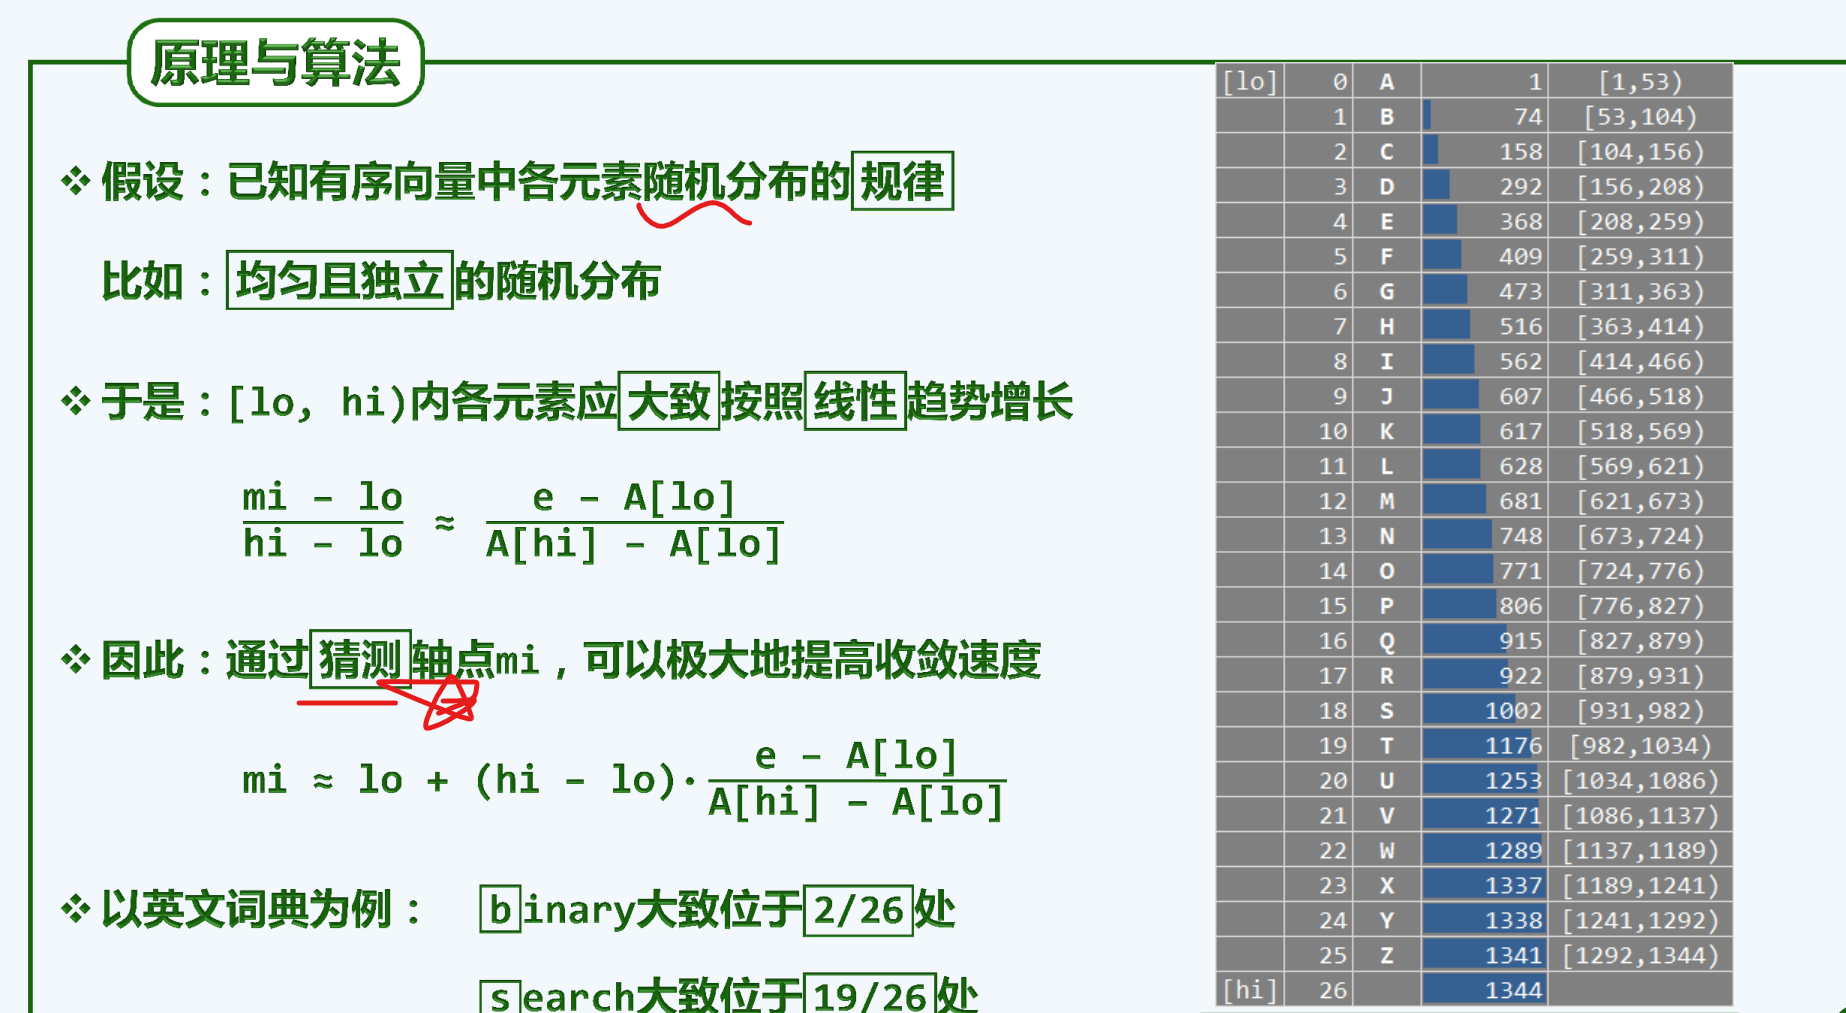 原理与算法
❖ 假设：已知有序向量中各元素随机分布的规律
比如：均匀且独立的随机分布
❖ 于是：[lo, hi)内各元素应大致按照线性趋势增长
mi - lo
hi - lo
≈
e - A[lo]
A[hi] - A[lo]
❖ 因此：通过猜测轴点mi，可以极大地提高收敛速度
mi ≈ lo + (hi - lo)·
e - A[lo]
A[hi] - A[lo]
❖ 以英文词典为例： binary大致位于2/26处
search大致位于19/26处
[lo] 0 A 1 [1,53)
1 B 74 [53,104)
2 C 158 [104,156)
3 D 292 [156,208)
4 E 368 [208,259)
5 F 409 [259,311)
6 G 473 [311,363)
7 H 516 [363,414)
8 I 562 [414,466)
9 J 607 [466,518)
10 K 617 [518,569)
11 L 628 [569,621)
12 M 681 [621,673)
13 N 748 [673,724)
14 O 771 [724,776)
15 P 806 [776,827)
16 Q 915 [827,879)
17 R 922 [879,931)
18 S 1002 [931,982)
19 T 1176 [982,1034)
20 U 1253 [1034,1086)
21 V 1271 [1086,1137)
22 W 1289 [1137,1189)
23 X 1337 [1189,1241)
24 Y 1338 [1241,1292)
25 Z 1341 [1292,1344)
[hi] 26 1344